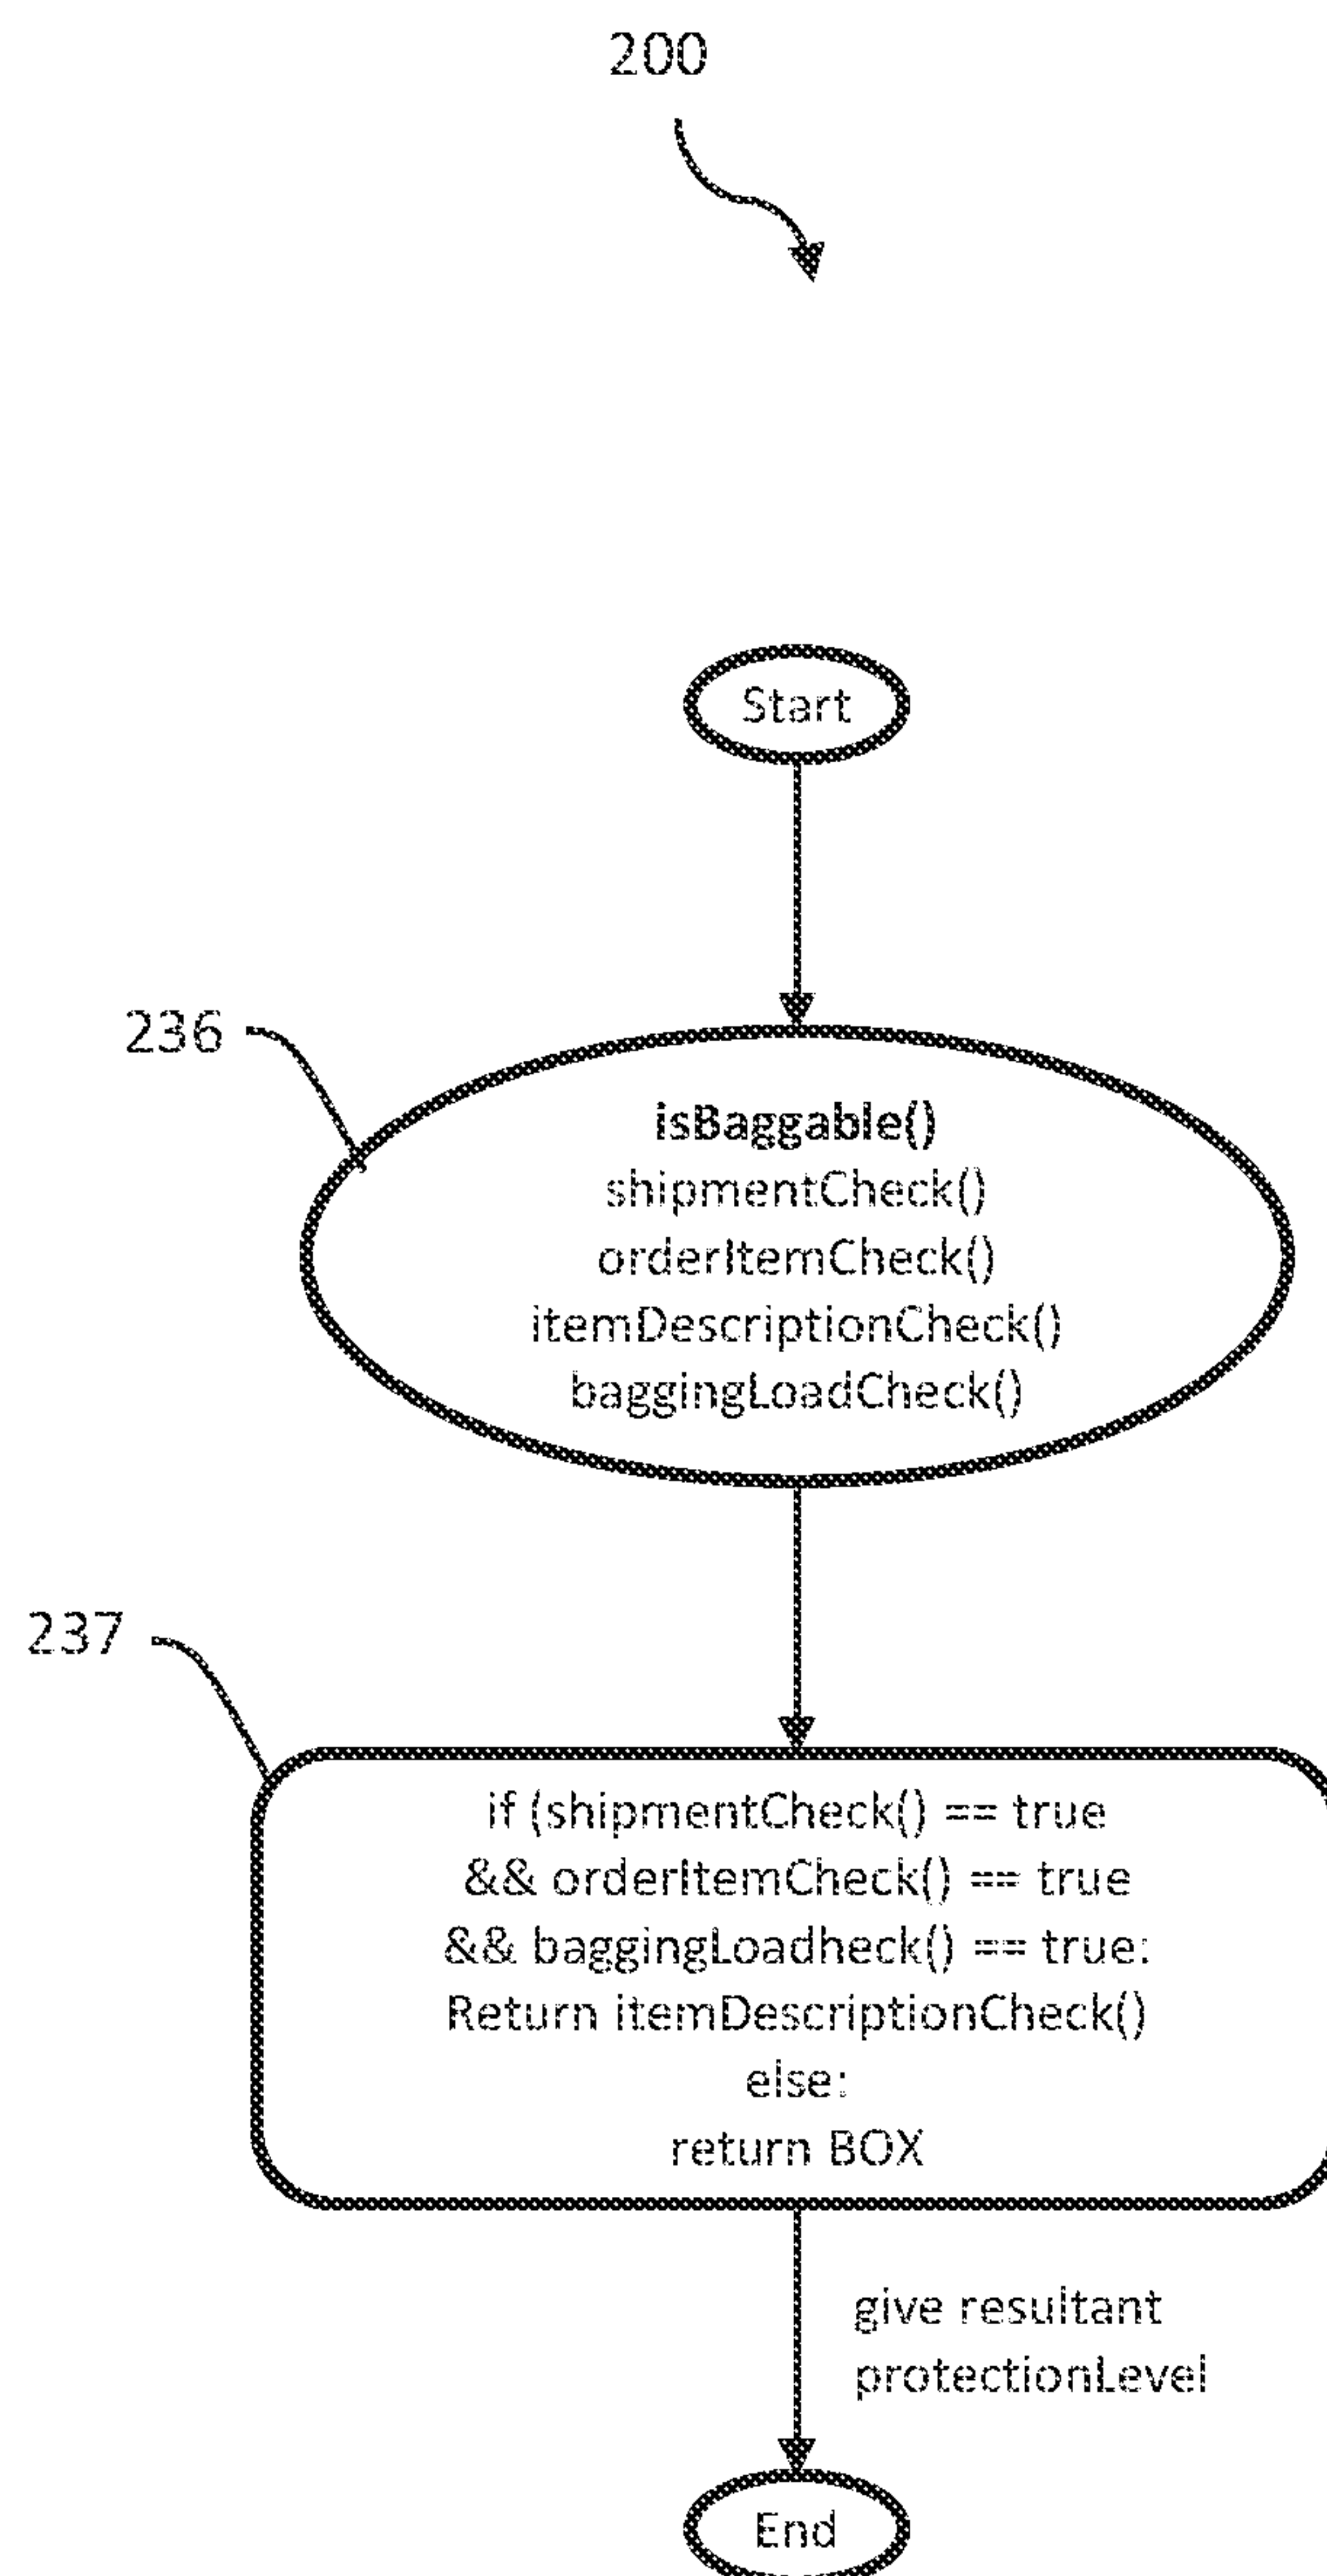 200
Start
236
isBaggable()
shipmentCheck()
orderItemCheck()
itemDescriptionCheck()
baggingLoadCheck()
237
if (shipmentCheck() == true
&& orderItemCheck() == true
&& baggingLoadheck() == true:
Return itemDescriptionCheck()
else:
return BOX
give resultant
protectionLevel
End